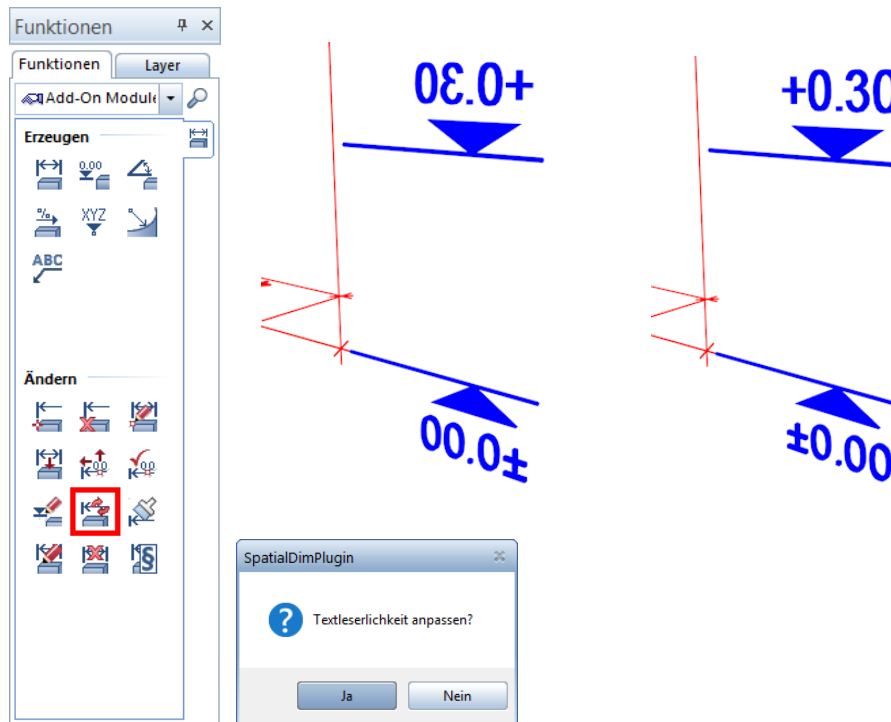 Funktionen
Funktionen
Layer
Add-On Module
Erzeugen
0.00
%
XYZ
ABC
Ändern
0.0
0.0
§
+0.30
±0.00
+0.30
±0.00
SpatialDimPlugin
?
Textleserlichkeit anpassen?
Ja
Nein